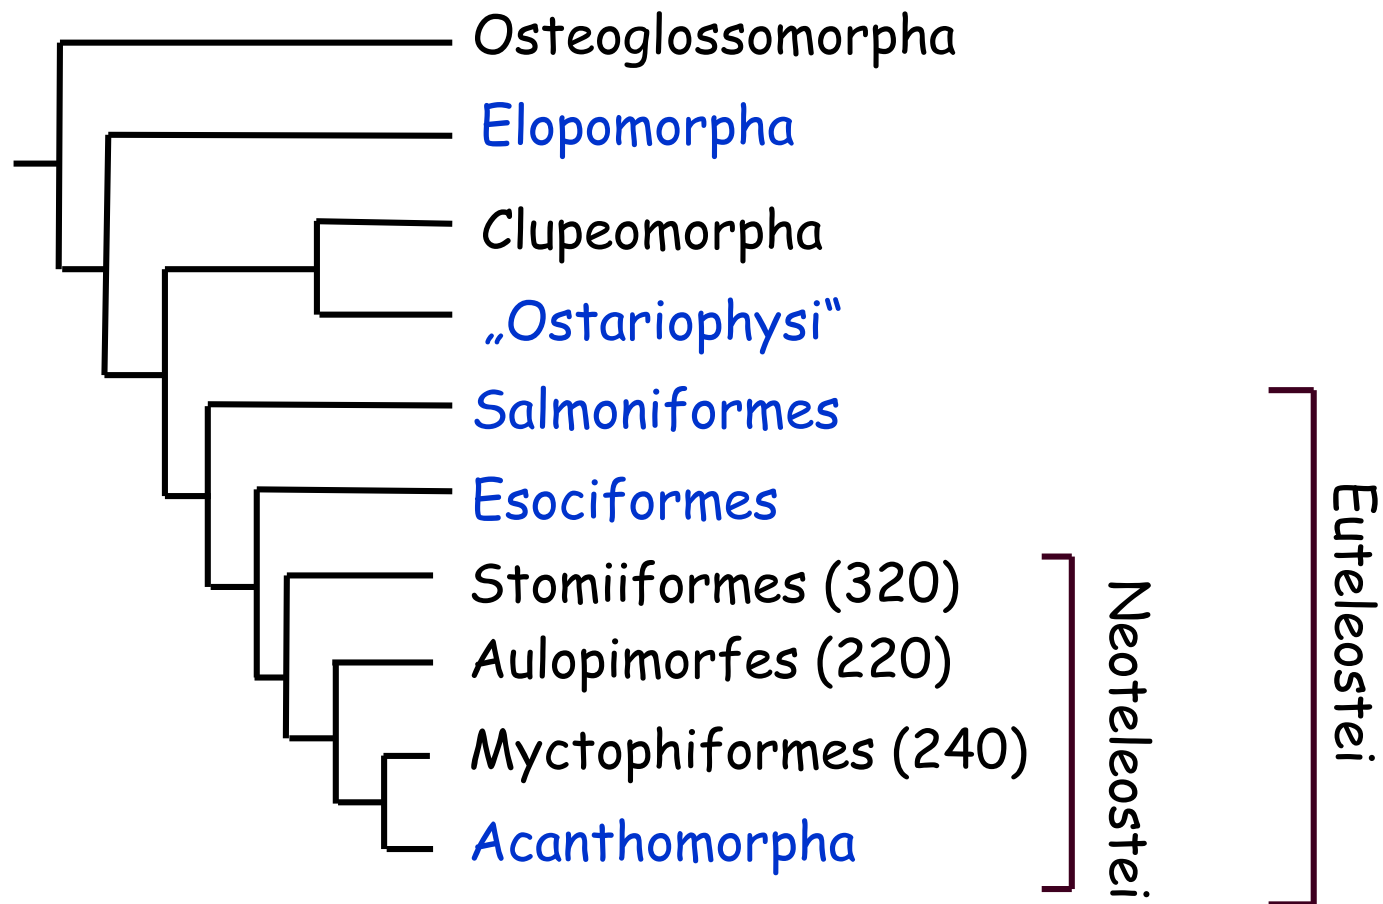 Osteoglossomorpha
Elopomorpha
Clupeomorpha
„Ostariophysi“
Salmoniformes
Esociformes
Stomiiformes (320)
Aulopimorfes (220)
Myctophiformes (240)
Acanthomorpha
Neoteleostei
Euteleostei